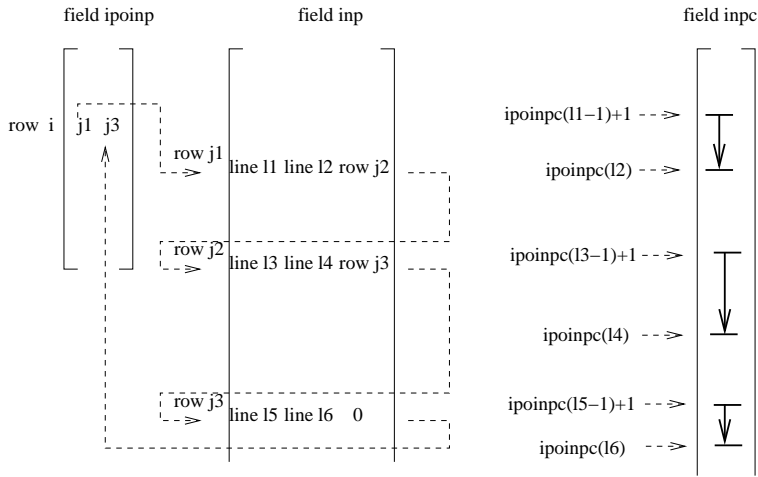 field ipoinp
field inp
field inpc
row i
j1 j3
row j1
line l1 line l2 row j2
row j2
line l3 line l4 row j3
row j3
line l5 line l6 0
ipoinpc(l1−1)+1
ipoinpc(l2)
ipoinpc(l3−1)+1
ipoinpc(l4)
ipoinpc(l5−1)+1
ipoinpc(l6)